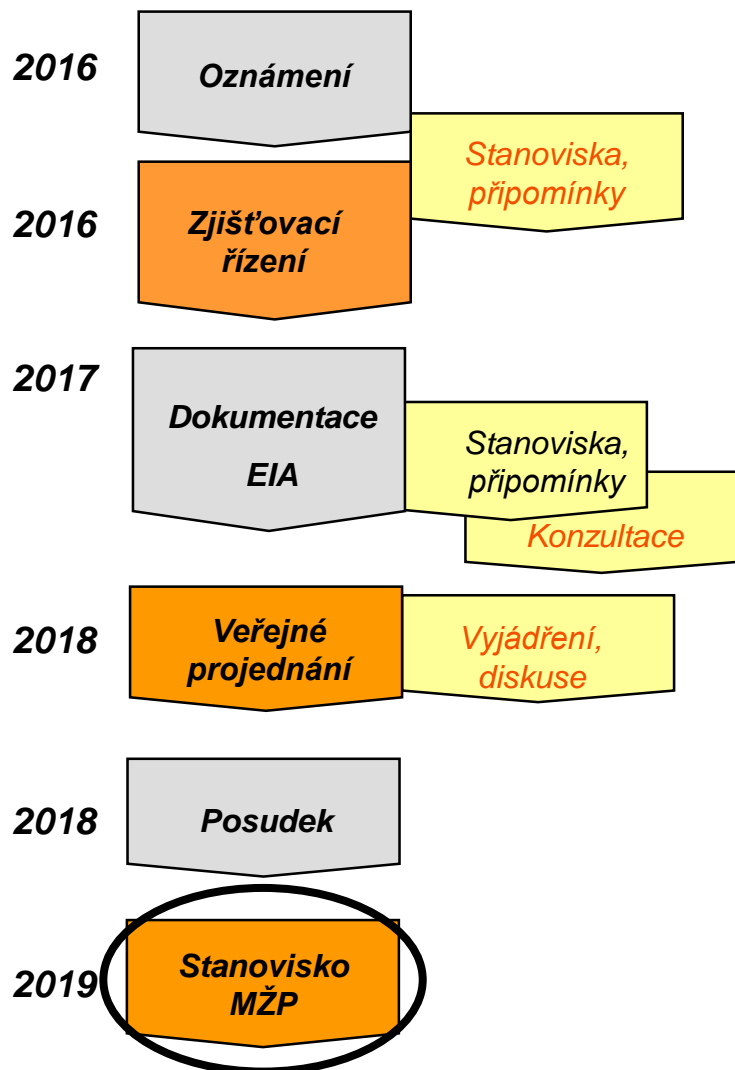 2016
Oznámení
Stanoviska,
připomínky
2016
Zjišťovací
řízení
2017
Dokumentace
EIA
Stanoviska,
připomínky
Konzultace
2018
Veřejné
projednání
Vyjádření,
diskuse
2018
Posudek
2019
Stanovisko
MŽP